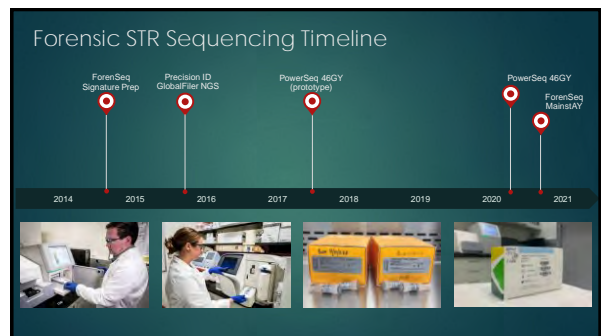 Forensic STR Sequencing Timeline
ForenSeq
Signature Prep
Precision ID
GlobalFiler NGS
PowerSeq 46GY
(prototype)
PowerSeq 46GY
ForenSeq
MainstAY
2014
2015
2016
2017
2018
2019
2020
2021